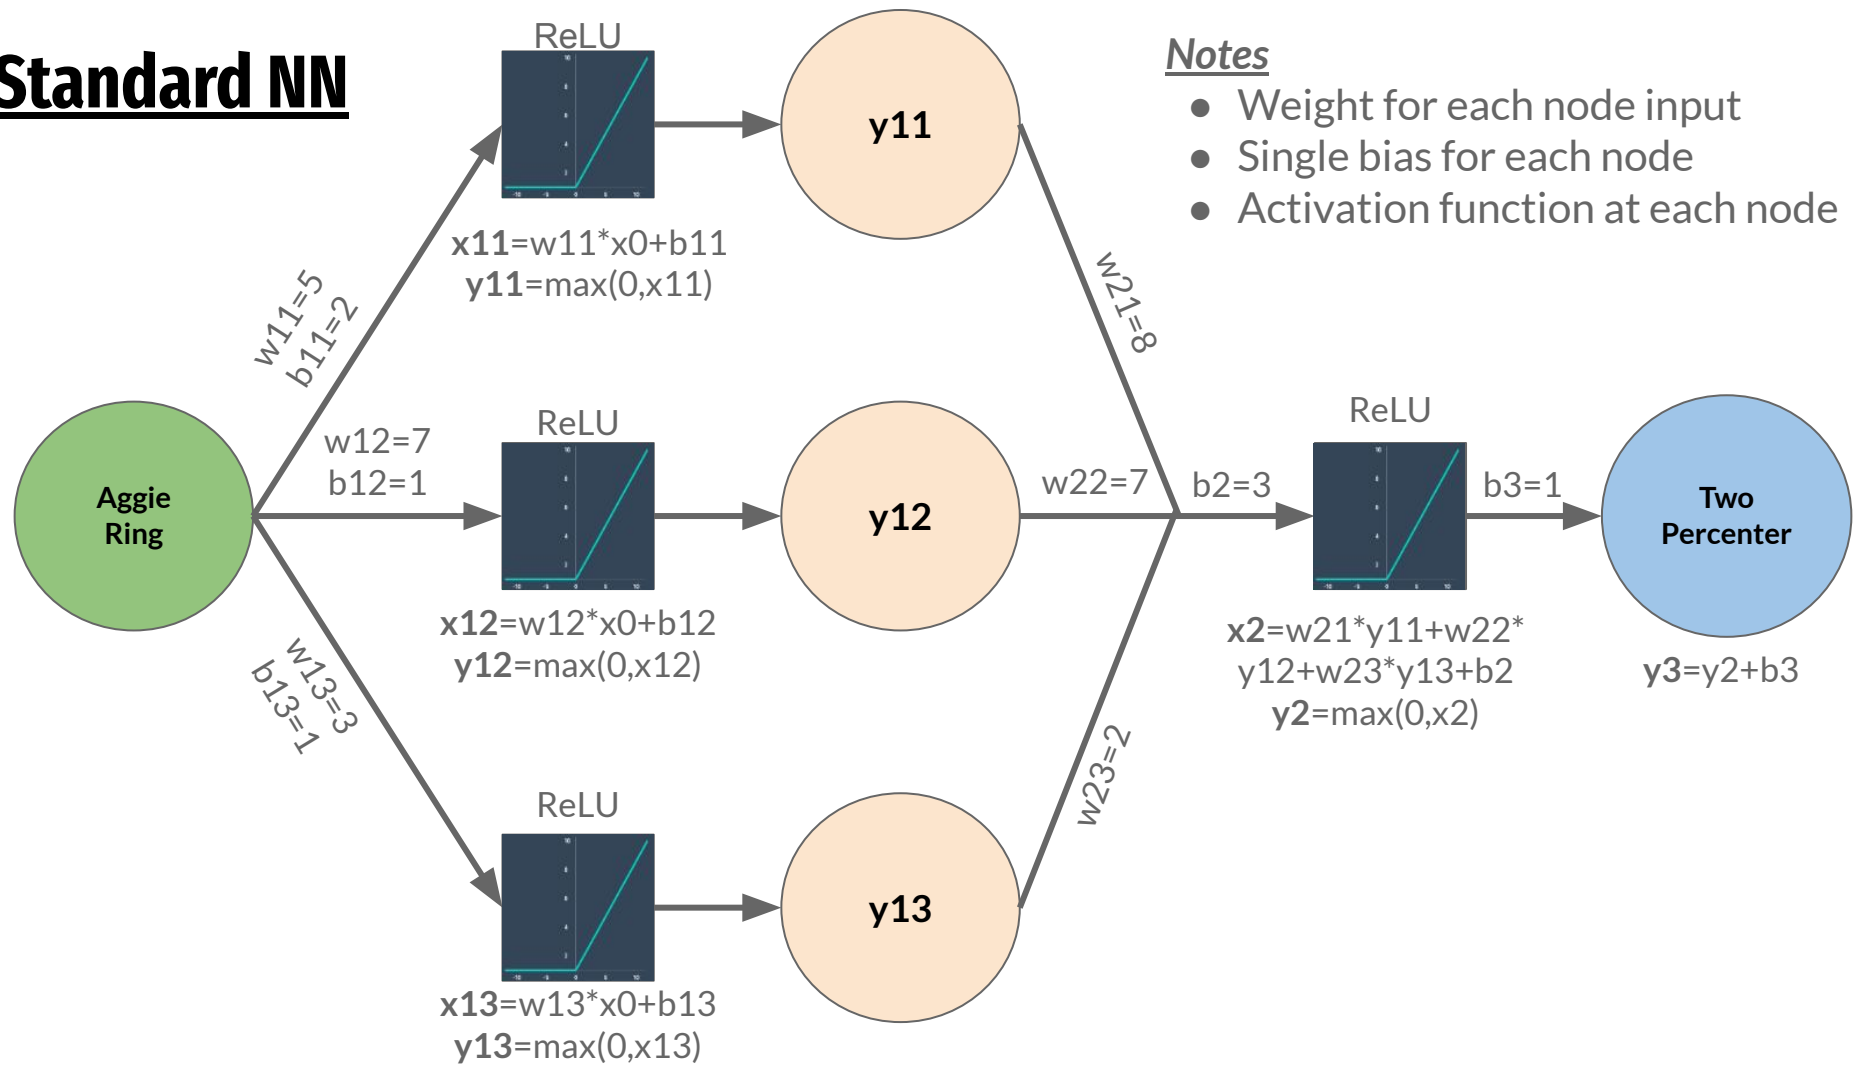 Standard NN
Notes
● Weight for each node input
● Single bias for each node
● Activation function at each node
ReLU
x11=w11*x0+b11
y11=max(0,x11)
y11
w11=5
b11=2
w21=8
Aggie
Ring
w12=7
b12=1
ReLU
x12=w12*x0+b12
y12=max(0,x12)
y12
w22=7
b2=3
ReLU
x2=w21*y11+w22*
y12+w23*y13+b2
y2=max(0,x2)
b3=1
Two
Percenter
y3=y2+b3
w13=3
b13=1
ReLU
x13=w13*x0+b13
y13=max(0,x13)
y13
w23=2